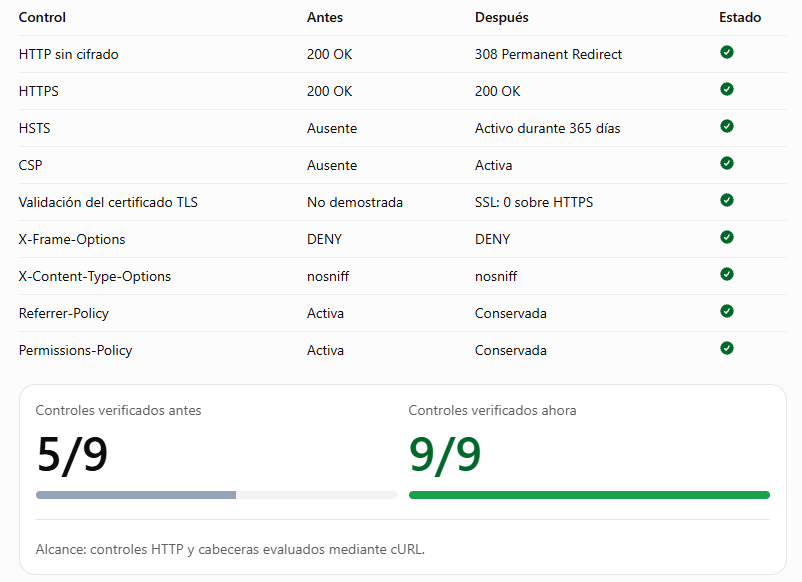 Control Antes Después Estado
HTTP sin cifrado 200 OK 308 Permanent Redirect
HTTPS 200 OK 200 OK
HSTS Ausente Activo durante 365 días
CSP Ausente Activa
Validación del certificado TLS No demostrada SSL: 0 sobre HTTPS
X-Frame-Options DENY DENY
X-Content-Type-Options nosniff nosniff
Referrer-Policy Activa Conservada
Permissions-Policy Activa Conservada
Controles verificados antes Controles verificados ahora
5/9 9/9
Alcance: controles HTTP y cabeceras evaluados mediante cURL.